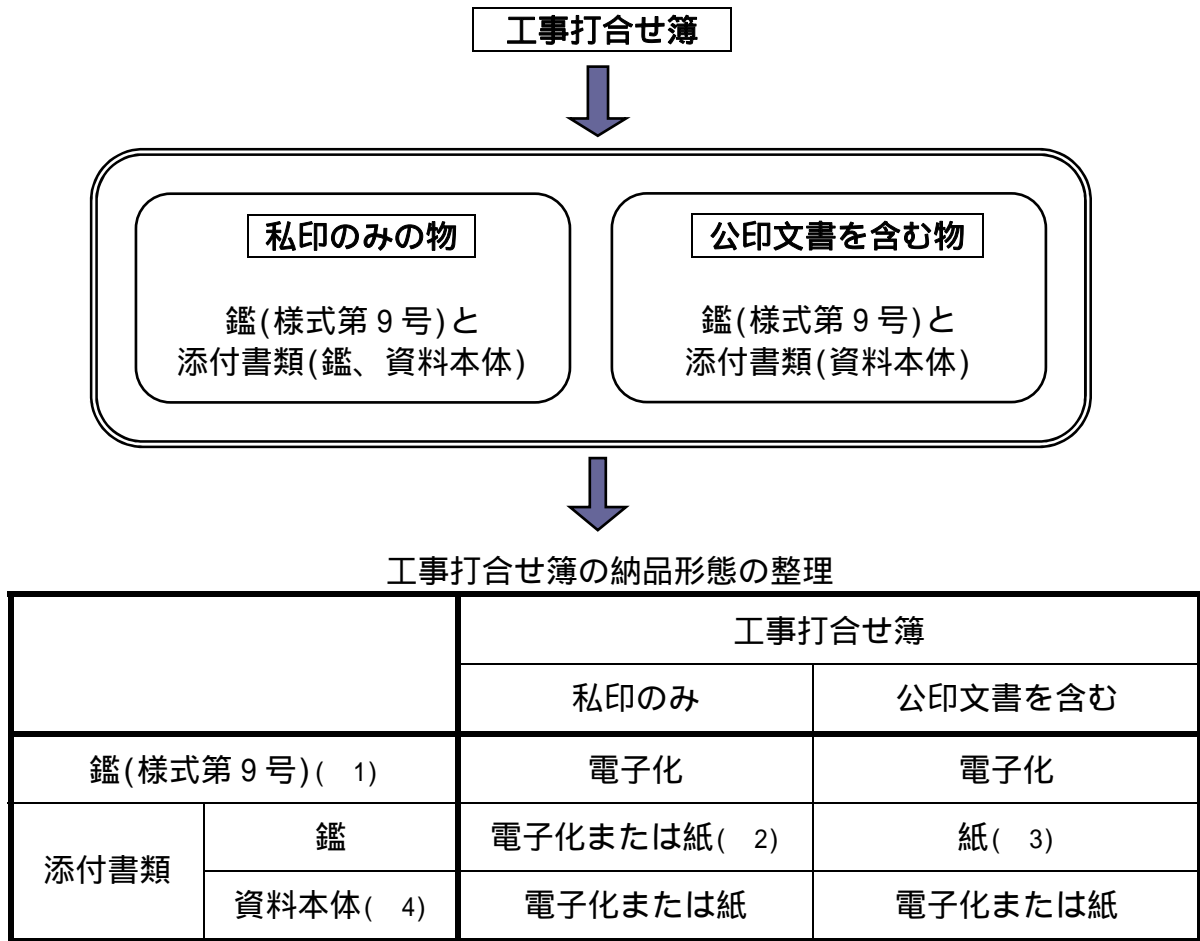 工事打合せ簿
私印のみの物
鑑(様式第9号)と
添付書類(鑑、資料本体)
公印文書を含む物
鑑(様式第9号)と
添付書類(資料本体)
工事打合せ簿の納品形態の整理
工事打合せ簿
私印のみ 公印文書を含む
鑑(様式第9号)( 1) 電子化 電子化
添付書類 鑑 電子化または紙( 2) 紙( 3)
資料本体( 4) 電子化または紙 電子化または紙